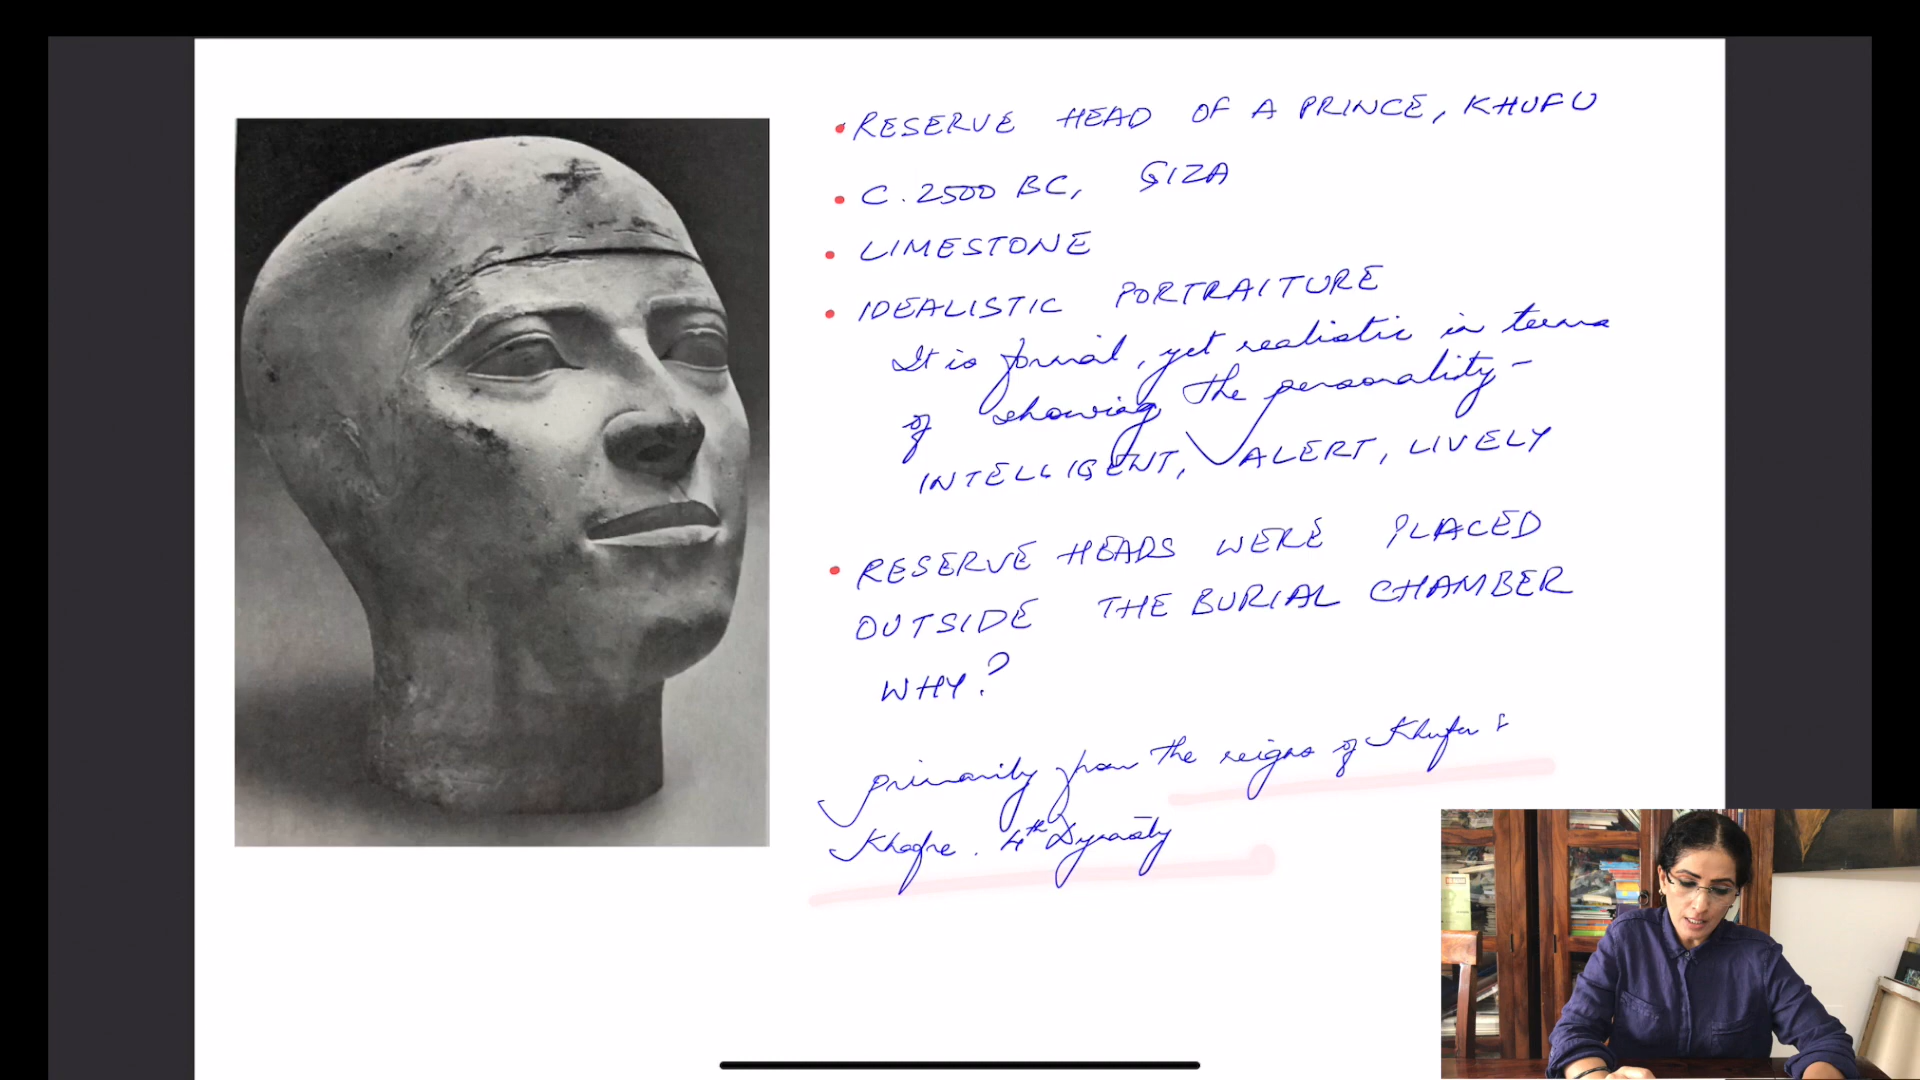 • RESERVE HEAD OF A PRINCE, KHUFU
• C. 2500 BC, GIZA
• LIMESTONE
• IDEALISTIC PORTRAITURE
It is formal, yet realistic in terms
of showing the personality -
INTELLIGENT, ALERT, LIVELY
• RESERVE HEADS WERE PLACED
OUTSIDE THE BURIAL CHAMBER
WHY?
primarily from the reigns of Khufu &
Khafre. 4th Dynasty